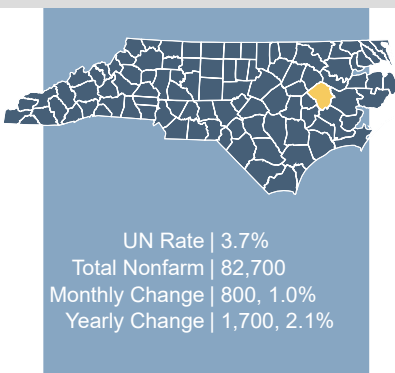 UN Rate | 3.7%
Total Nonfarm | 82,700
Monthly Change | 800, 1.0%
Yearly Change | 1,700, 2.1%